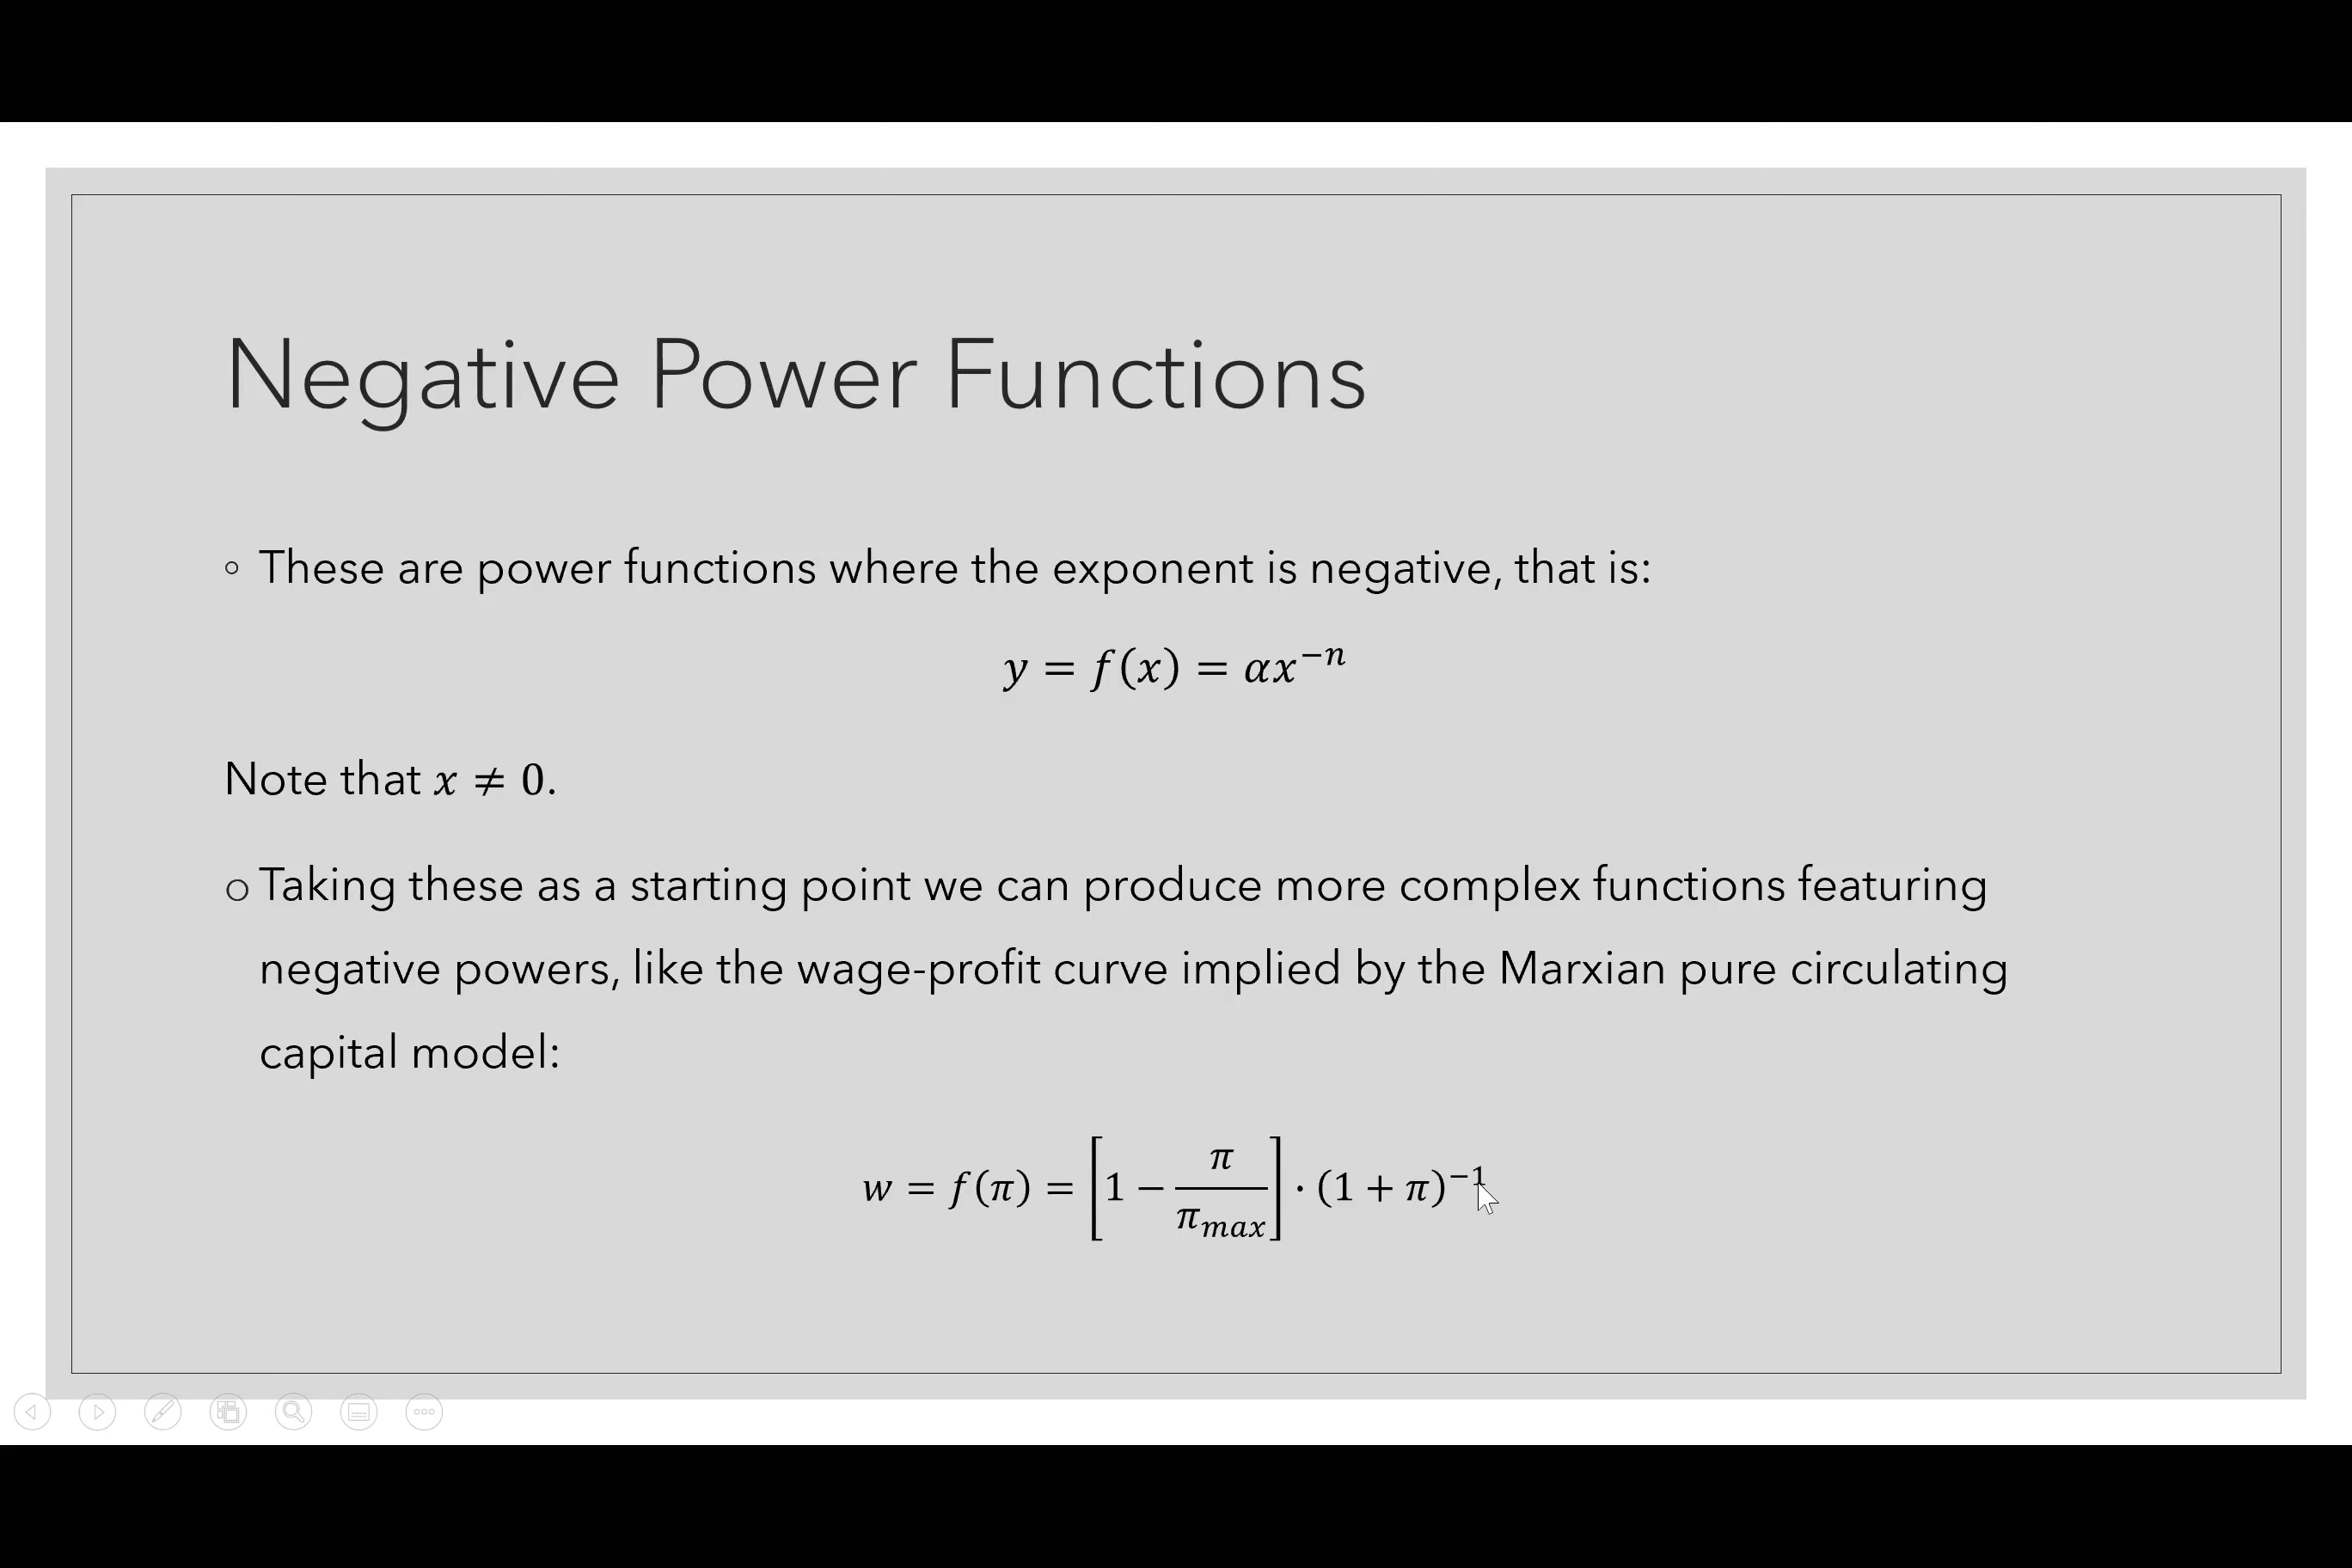 Negative Power Functions
◦ These are power functions where the exponent is negative, that is:
y = f(x) = αx⁻ⁿ
Note that x ≠ 0.
o Taking these as a starting point we can produce more complex functions featuring
negative powers, like the wage-profit curve implied by the Marxian pure circulating
capital model:
w = f(π) = [1 − π/π_max] · (1 + π)⁻¹